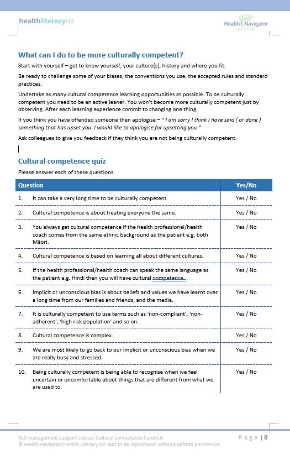 healthliteracynz
Health Navigator
What can I do to be more culturally competent?
Start with yourself – get to know yourself, your culture(s), history and where you fit.
Be ready to challenge some of your biases, the conventions you use, the accepted rules and standard
practices.
Undertake as many cultural competence learning opportunities as possible. To be culturally
competent you need to be an active leaner. You won't become more culturally competent just by
observing. After each learning experience commit to changing one thing.
If you think you have offended someone than apologise – " I am sorry I think I have said ( or done )
something that has upset you. I would like to apologise for upsetting you."
Ask colleagues to give you feedback if they think you are not being culturally competent.
Cultural competence quiz
Please answer each of these questions
Question Yes/No
1. It can take a very long time to be culturally competent. Yes / No
2. Cultural competence is about treating everyone the same. Yes / No
3. You always get cultural competence if the health professional/health Yes / No
coach comes from the same ethnic background as the patient e.g. both
Māori.
4. Cultural competence is based on learning all about different cultures. Yes / No
5. If the health professional/health coach can speak the same language as Yes / No
the patient e.g. Hindi then you will have cultural competence.
6. Implicit or unconscious bias is about beliefs and values we have learnt over Yes / No
a long time from our families and friends, and the media.
7. It is culturally competent to use terms such as 'non-compliant', 'non-
adherent', 'high risk population' and so on Yes / No
8. Cultural competence is complex. Yes / No
9. We are most likely to go back to our implicit or unconscious bias when we Yes / No
are really busy and stressed.
10. Being culturally competent is being able to recognise when we feel Yes / No
uncertain or uncomfortable about things that are different from what we
are used to.
Self-management support course: Cultural competence handout Page | 8
© Health Navigator/Health Literacy NZ. Not to be reproduced without written permission.